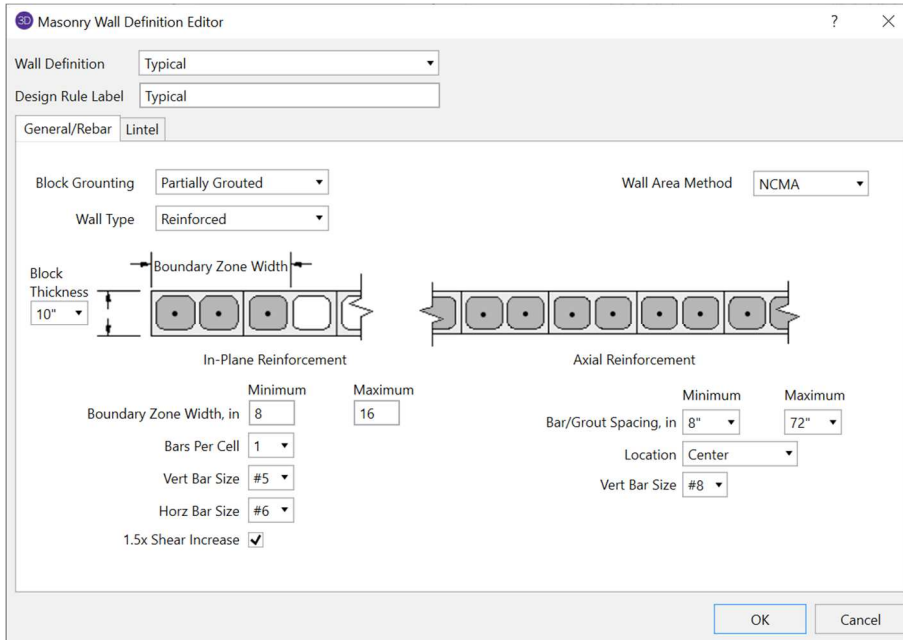 3D Masonry Wall Definition Editor ?
Wall Definition Typical
Design Rule Label Typical
General/Rebar Lintel
Block Grounting Partially Grouted Wall Area Method NCMA
Wall Type Reinforced
Boundary Zone Width
Block
Thickness
10"
In-Plane Reinforcement Axial Reinforcement
Minimum Maximum
Boundary Zone Width, in 8 16
Bars Per Cell 1
Vert Bar Size #5
Horz Bar Size #6
1.5x Shear Increase
Minimum Maximum
Bar/Grout Spacing, in 8" 72"
Location Center
Vert Bar Size #8
OK Cancel